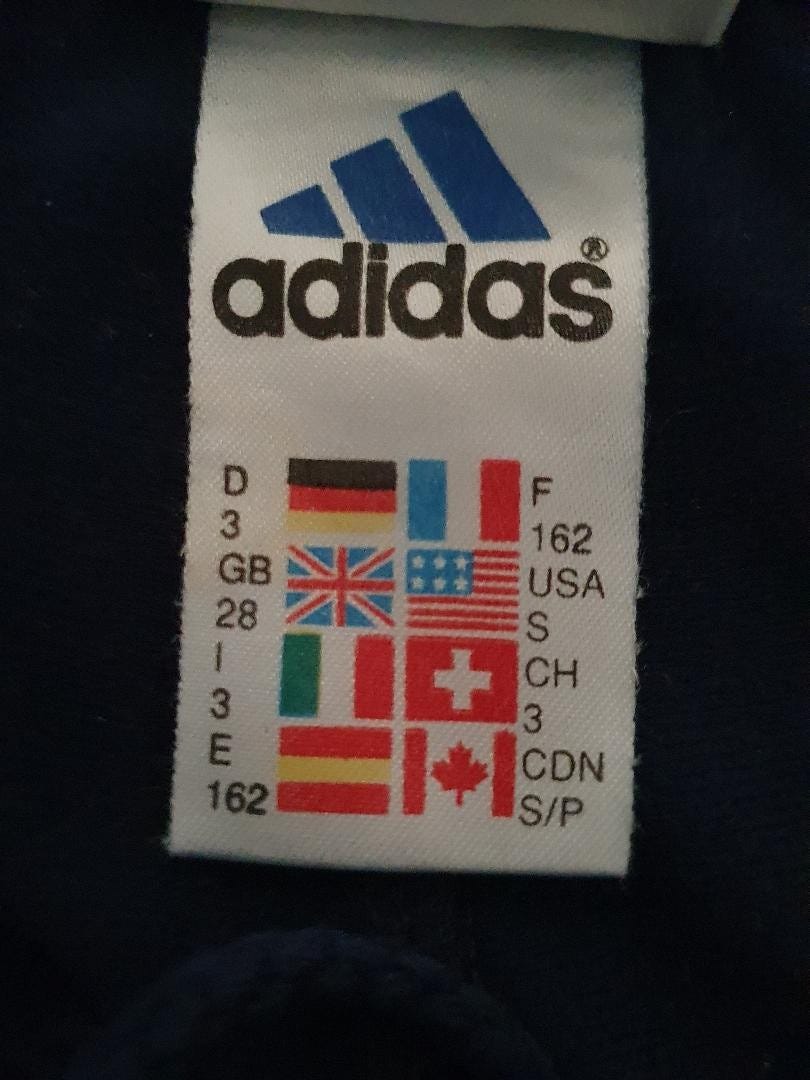 adidas®
D
3
F
162
GB
28
USA
S
I
3
CH
3
E
162
CDN
S/P